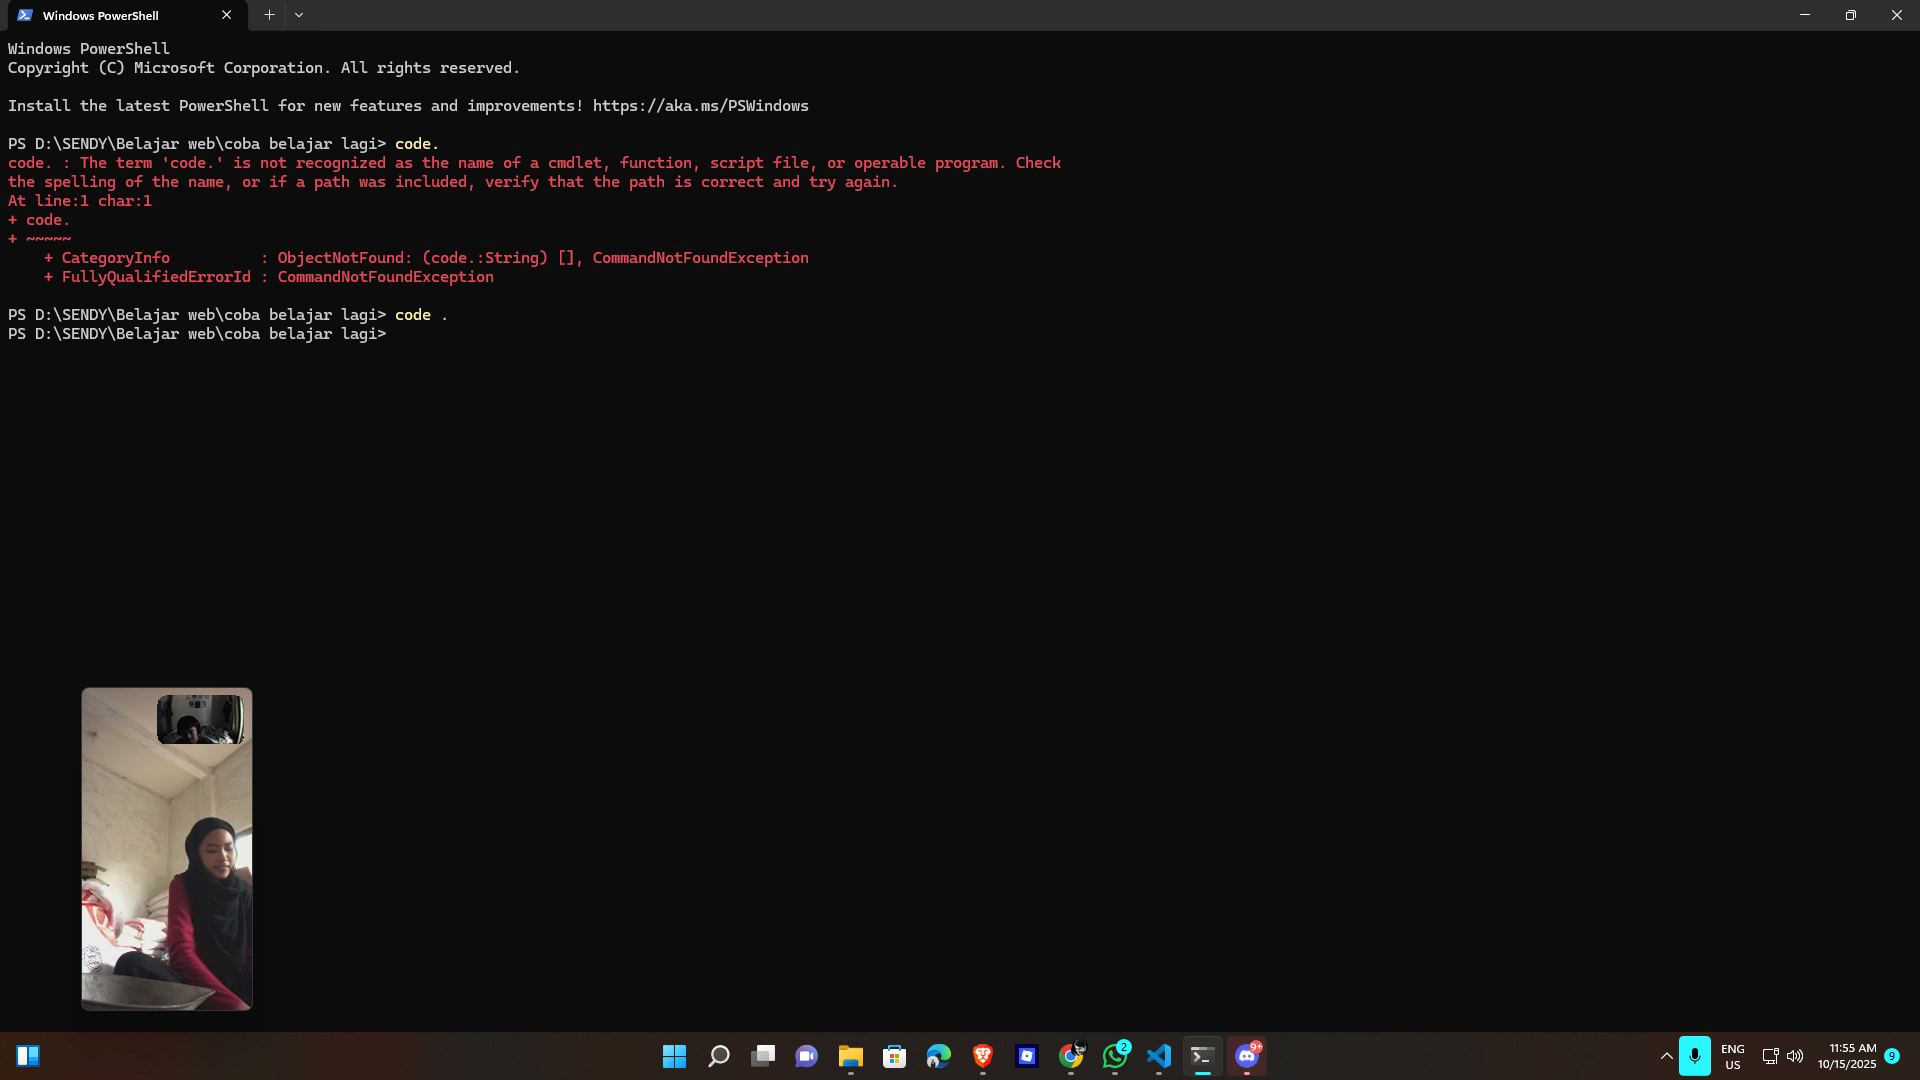 Windows PowerShell
Windows PowerShell
Copyright (C) Microsoft Corporation. All rights reserved.
Install the latest PowerShell for new features and improvements! https://aka.ms/PSWindows
PS D:\SENDY\Belajar web\coba belajar lagi> code.
code. : The term 'code.' is not recognized as the name of a cmdlet, function, script file, or operable program. Check
the spelling of the name, or if a path was included, verify that the path is correct and try again.
At line:1 char:1
+ code.
+ ~~~~~
    + CategoryInfo          : ObjectNotFound: (code.:String) [], CommandNotFoundException
    + FullyQualifiedErrorId : CommandNotFoundException
PS D:\SENDY\Belajar web\coba belajar lagi> code .
PS D:\SENDY\Belajar web\coba belajar lagi>
2
9+
ENG
US
11:55 AM
10/15/2025
9